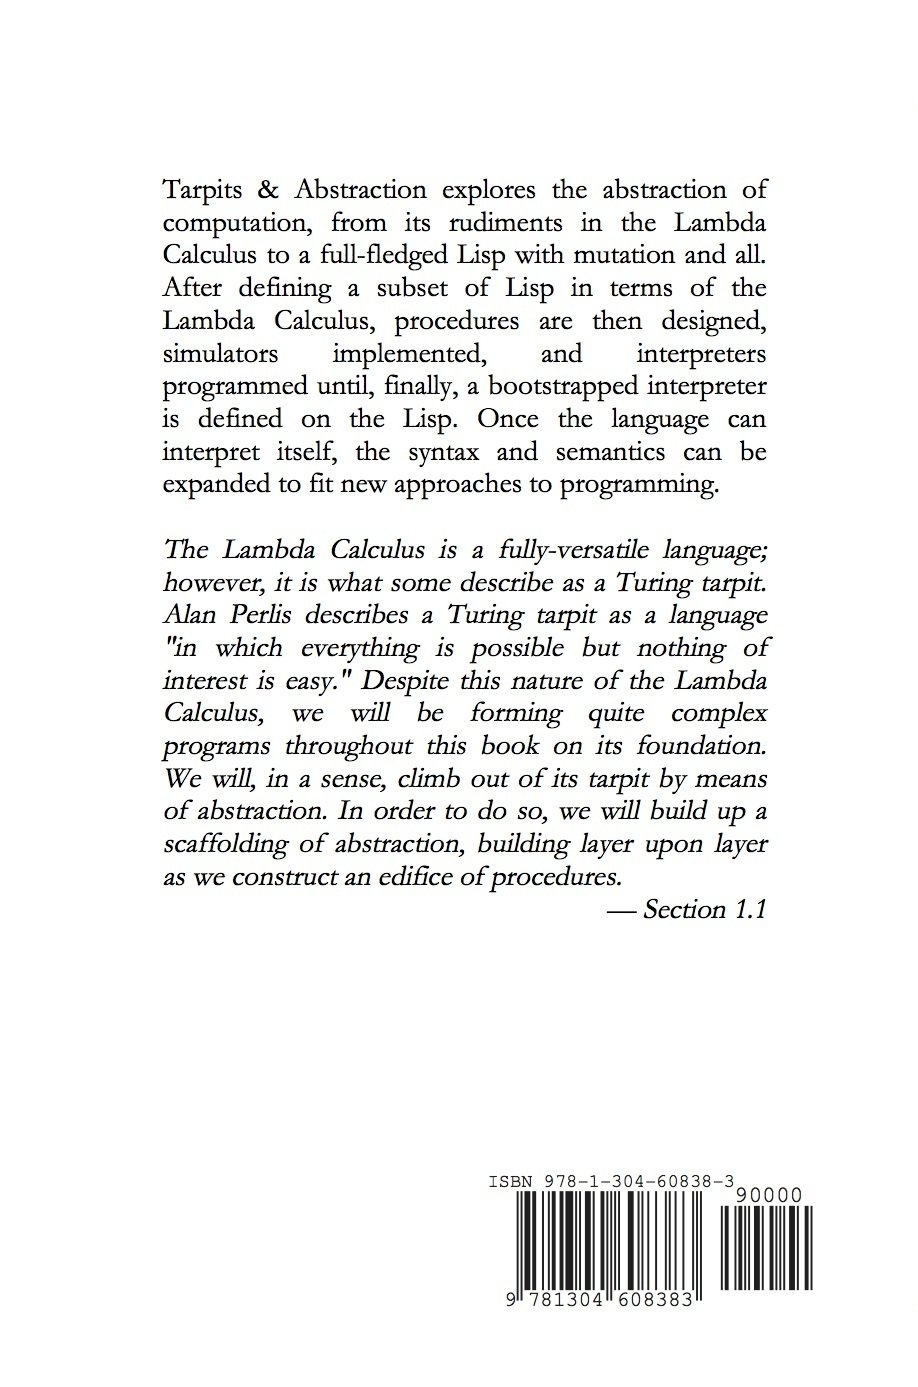 Tarpits & Abstraction explores the abstraction of
computation, from its rudiments in the Lambda
Calculus to a full-fledged Lisp with mutation and all.
After defining a subset of Lisp in terms of the
Lambda Calculus, procedures are then designed,
simulators implemented, and interpreters
programmed until, finally, a bootstrapped interpreter
is defined on the Lisp. Once the language can
interpret itself, the syntax and semantics can be
expanded to fit new approaches to programming.
The Lambda Calculus is a fully-versatile language;
however, it is what some describe as a Turing tarpit.
Alan Perlis describes a Turing tarpit as a language
"in which everything is possible but nothing of
interest is easy." Despite this nature of the Lambda
Calculus, we will be forming quite complex
programs throughout this book on its foundation.
We will, in a sense, climb out of its tarpit by means
of abstraction. In order to do so, we will build up a
scaffolding of abstraction, building layer upon layer
as we construct an edifice of procedures.
— Section 1.1
ISBN 978-1-304-60838-3
90000
9 781304 608383